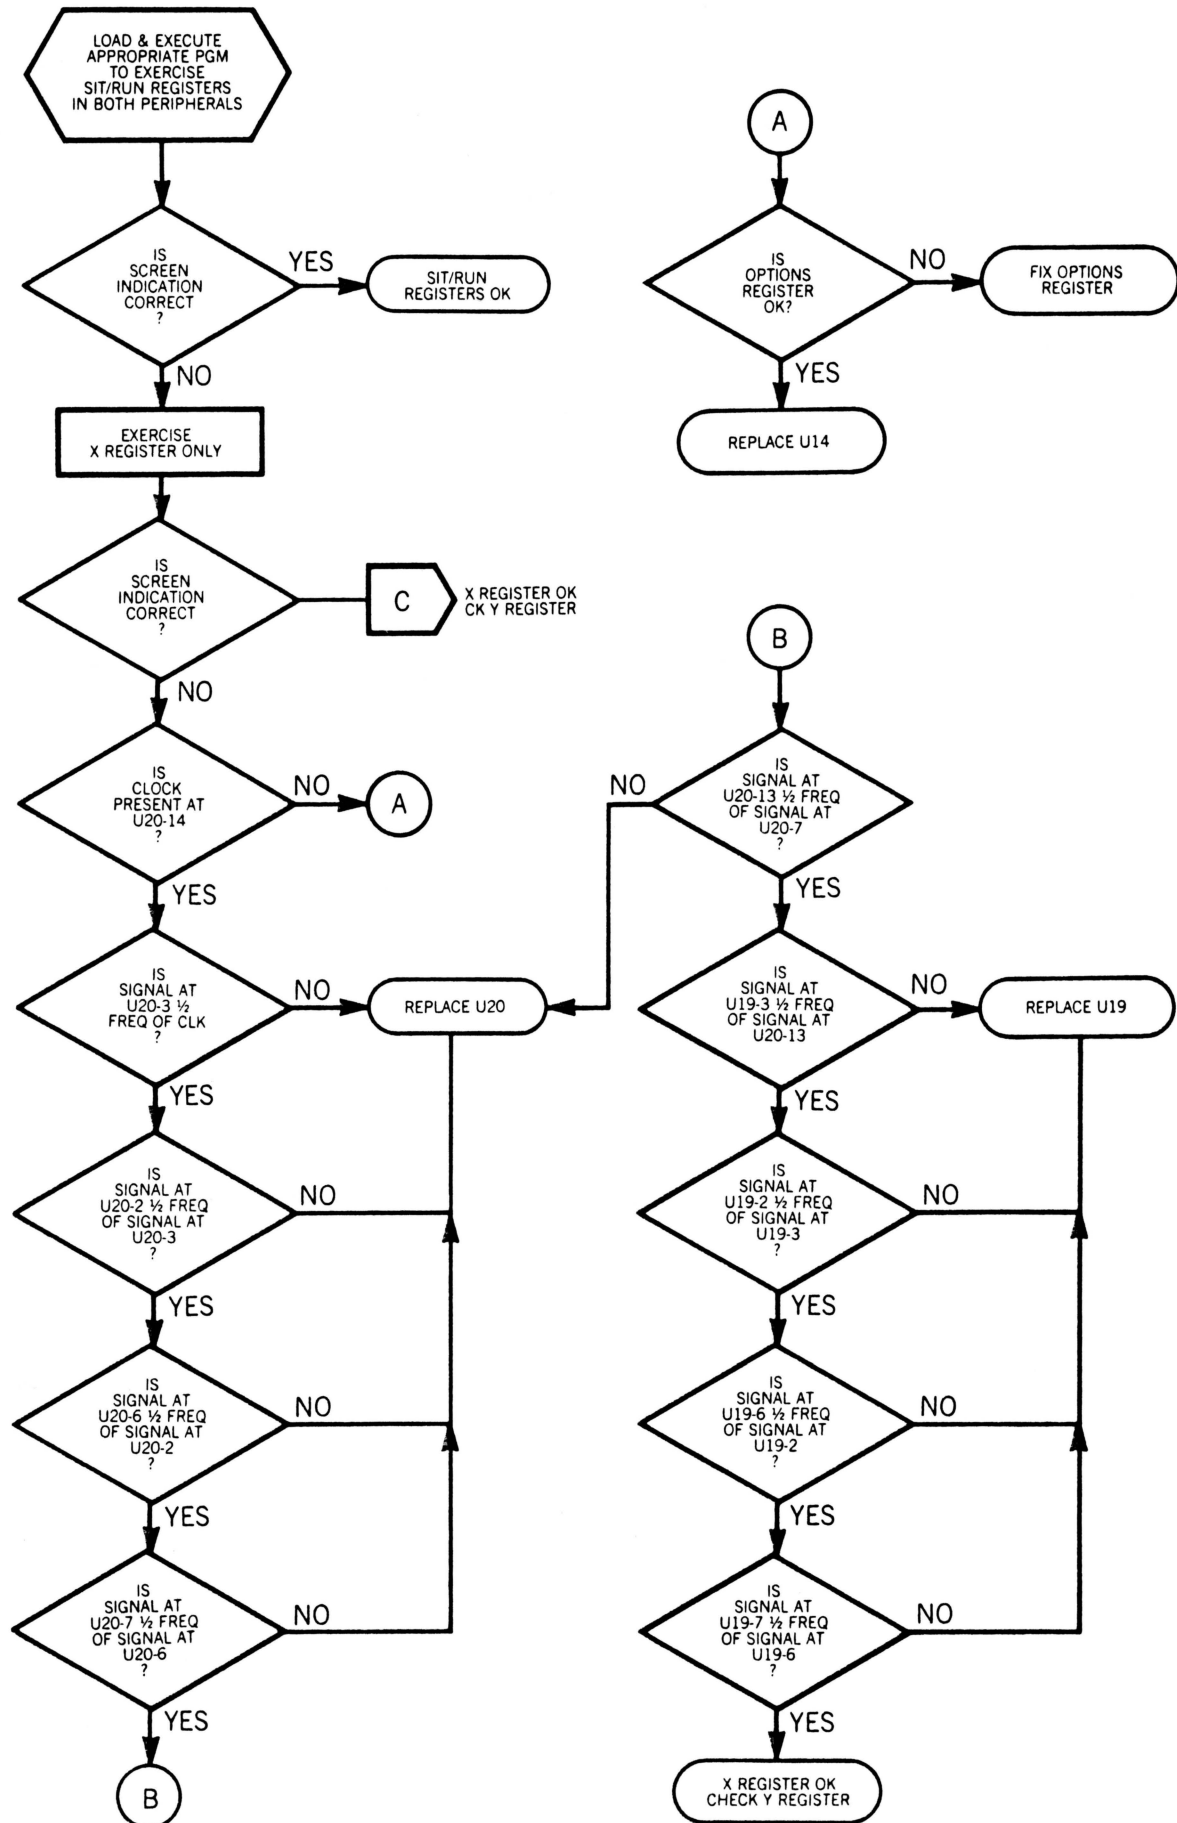 LOAD & EXECUTE
APPROPRIATE PGM
TO EXERCISE
SIT/RUN REGISTERS
IN BOTH PERIPHERALS
IS
SCREEN
INDICATION
CORRECT
?
YES
SIT/RUN
REGISTERS OK
NO
EXERCISE
X REGISTER ONLY
IS
SCREEN
INDICATION
CORRECT
?
C
X REGISTER OK
CK Y REGISTER
NO
IS
CLOCK
PRESENT AT
U20-14
?
NO
A
YES
IS
SIGNAL AT
U20-3 ½
FREQ OF CLK
?
NO
REPLACE U20
YES
IS
SIGNAL AT
U20-2 ½ FREQ
OF SIGNAL AT
U20-3
?
NO
YES
IS
SIGNAL AT
U20-6 ½ FREQ
OF SIGNAL AT
U20-2
?
NO
YES
IS
SIGNAL AT
U20-7 ½ FREQ
OF SIGNAL AT
U20-6
?
NO
YES
B
A
IS
OPTIONS
REGISTER
OK?
NO
FIX OPTIONS
REGISTER
YES
REPLACE U14
B
IS
SIGNAL AT
U20-13 ½ FREQ
OF SIGNAL AT
U20-7
?
NO
YES
IS
SIGNAL AT
U19-3 ½ FREQ
OF SIGNAL AT
U20-13
NO
REPLACE U19
YES
IS
SIGNAL AT
U19-2 ½ FREQ
OF SIGNAL AT
U19-3
?
NO
YES
IS
SIGNAL AT
U19-6 ½ FREQ
OF SIGNAL AT
U19-2
?
NO
YES
IS
SIGNAL AT
U19-7 ½ FREQ
OF SIGNAL AT
U19-6
?
NO
YES
X REGISTER OK
CHECK Y REGISTER